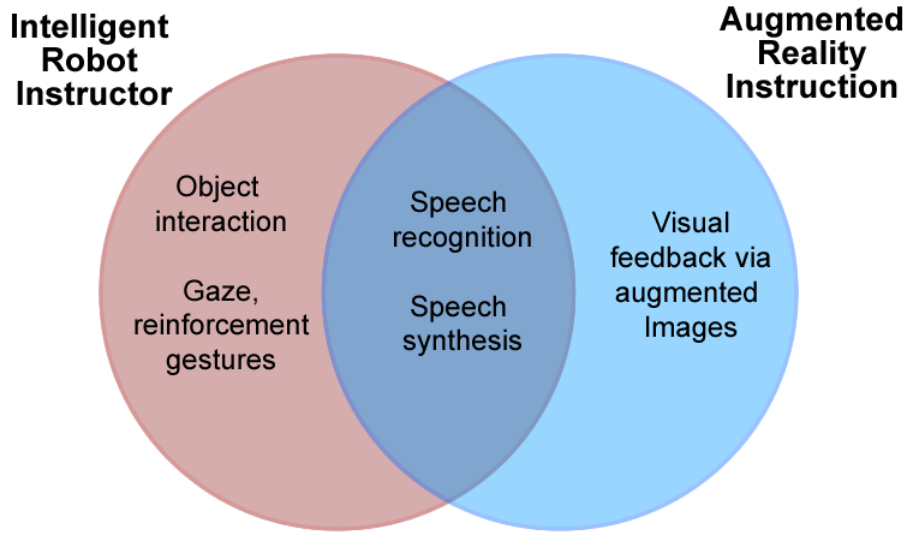 Intelligent
Robot
Instructor
Augmented
Reality
Instruction
Object
interaction
Gaze,
reinforcement
gestures
Speech
recognition
Speech
synthesis
Visual
feedback via
augmented
Images